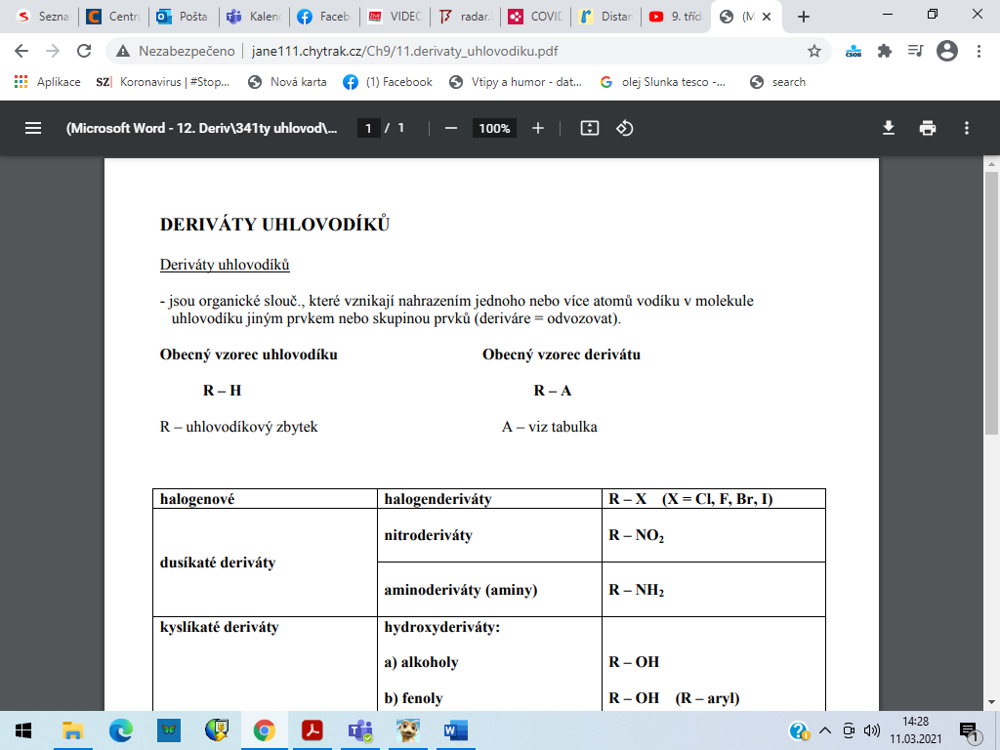 Sezna
Centru
Pošta
Kalend
Faceb
VIDEC
radar.
COVID
Distan
9. tříd
(M
Nezabezpečeno | jane111.chytrak.cz/Ch9/11.derivaty_uhlovodiku.pdf
ČSOB
Aplikace
SZ| Koronavirus | #Stop...
Nová karta
(1) Facebook
Vtipy a humor - dat...
olej Slunka tesco -...
search
(Microsoft Word - 12. Deriv\341ty uhlovod\...
1 / 1
100%
DERIVÁTY UHLOVODÍKŮ
Deriváty uhlovodíků
- jsou organické slouč., které vznikají nahrazením jednoho nebo více atomů vodíku v molekule
uhlovodíku jiným prvkem nebo skupinou prvků (deriváre = odvozovat).
Obecný vzorec uhlovodíku
Obecný vzorec derivátu
R – H
R – A
R – uhlovodíkový zbytek
A – viz tabulka
halogenové
halogenderiváty
R – X (X = Cl, F, Br, I)
dusíkaté deriváty
nitroderiváty
R – NO₂
aminoderiváty (aminy)
R – NH₂
kyslíkaté deriváty
hydroxyderiváty:
a) alkoholy
R – OH
b) fenoly
R – OH (R – aryl)
14:28
11.03.2021
1